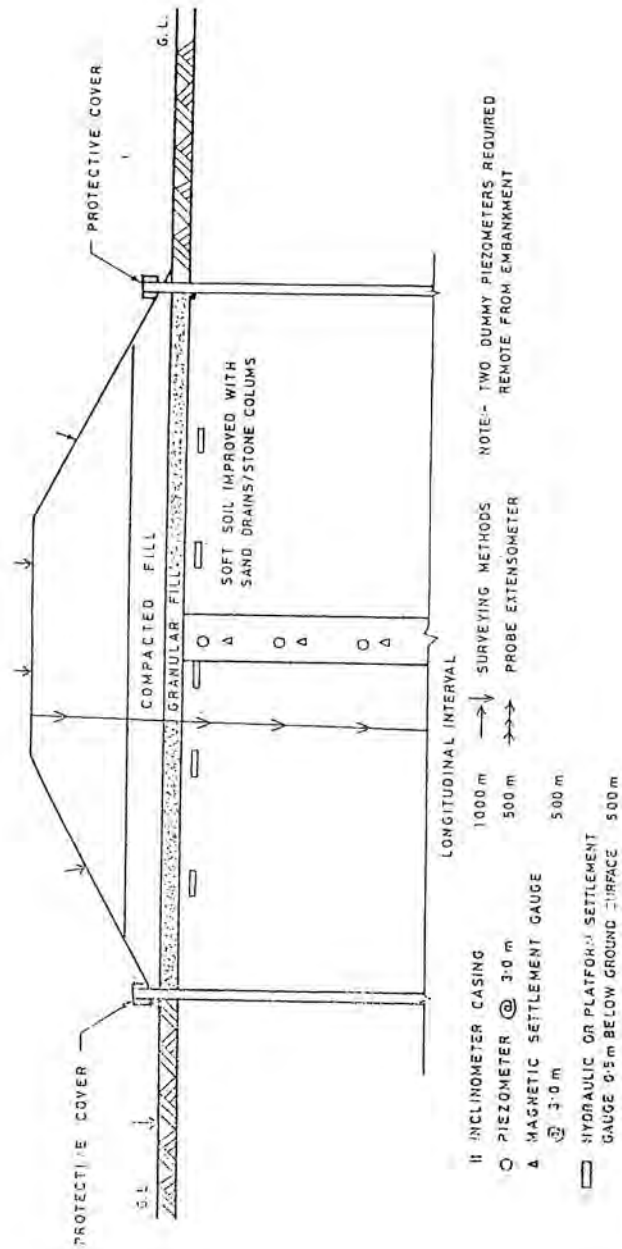 PROTECTIVE COVER
PROTECTIVE COVER
G.L.
G.L.
COMPACTED FILL
GRANULAR FILL
SOFT SOIL IMPROVED WITH
SAND DRAINS/STONE COLUMS
LONGITUDINAL INTERVAL
II INCLINOMETER CASING 1000 m
O PIEZOMETER @ 3.0 m 500 m
Δ MAGNETIC SETTLEMENT GAUGE
@ 3.0 m 500 m
HYDRAULIC OR PLATFORM SETTLEMENT
GAUGE 0.5m BELOW GROUND SURFACE 500 m
SURVEYING METHODS
PROBE EXTENSOMETER
NOTE:- TWO DUMMY PIEZOMETERS REQUIRED
REMOTE FROM EMBANKMENT